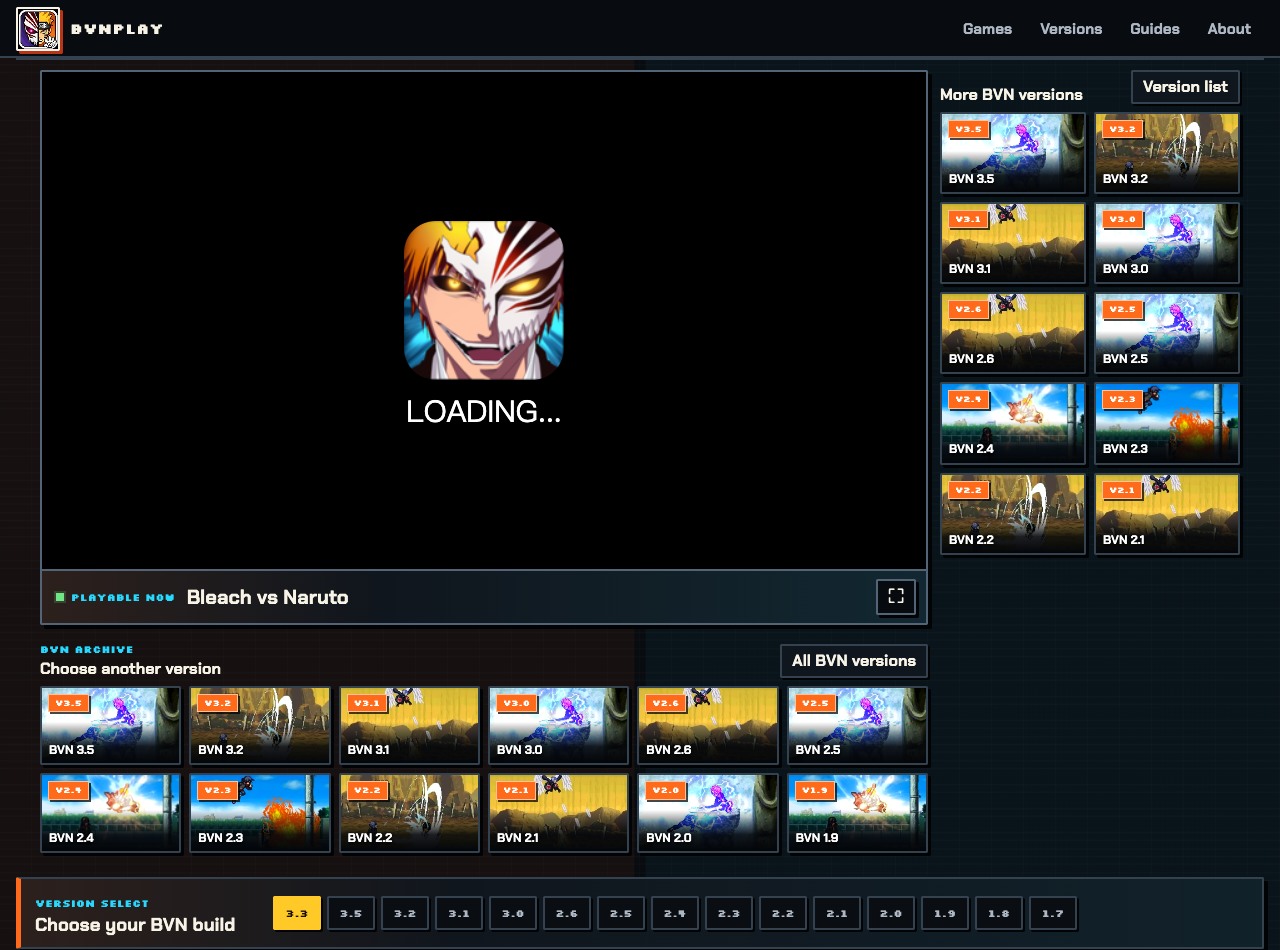 BVNPLAY
Games Versions Guides About
LOADING...
PLAYABLE NOW Bleach vs Naruto
More BVN versions Version list
V3.5
BVN 3.5
V3.2
BVN 3.2
V3.1
BVN 3.1
V3.0
BVN 3.0
V2.6
BVN 2.6
V2.5
BVN 2.5
V2.4
BVN 2.4
V2.3
BVN 2.3
V2.2
BVN 2.2
V2.1
BVN 2.1
BVN ARCHIVE
Choose another version
All BVN versions
V3.5
BVN 3.5
V3.2
BVN 3.2
V3.1
BVN 3.1
V3.0
BVN 3.0
V2.6
BVN 2.6
V2.5
BVN 2.5
V2.4
BVN 2.4
V2.3
BVN 2.3
V2.2
BVN 2.2
V2.1
BVN 2.1
V2.0
BVN 2.0
V1.9
BVN 1.9
VERSION SELECT
Choose your BVN build
3.3 3.5 3.2 3.1 3.0 2.6 2.5 2.4 2.3 2.2 2.1 2.0 1.9 1.8 1.7